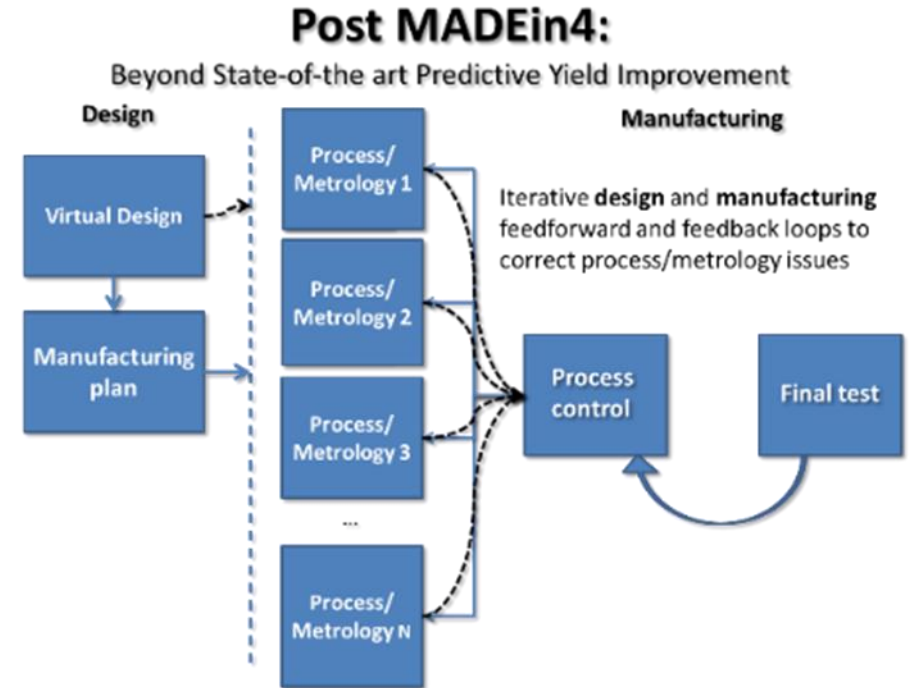 Post MADEin4:
Beyond State-of-the art Predictive Yield Improvement
Design
Manufacturing
Virtual Design
Manufacturing
plan
Process/
Metrology 1
Process/
Metrology 2
Process/
Metrology 3
...
Process/
Metrology N
Iterative design and manufacturing
feedforward and feedback loops to
correct process/metrology issues
Process
control
Final test